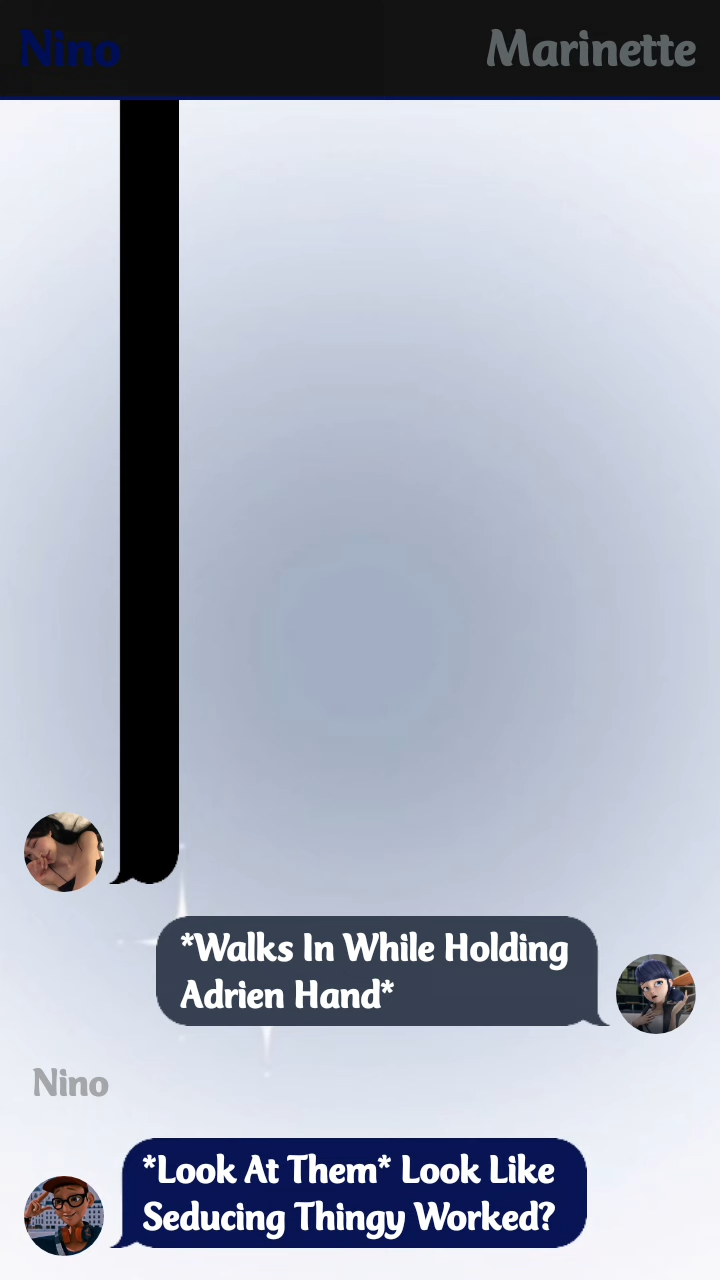 Nino
Marinette
*Walks In While Holding
Adrien Hand*
Nino
*Look At Them* Look Like
Seducing Thingy Worked?